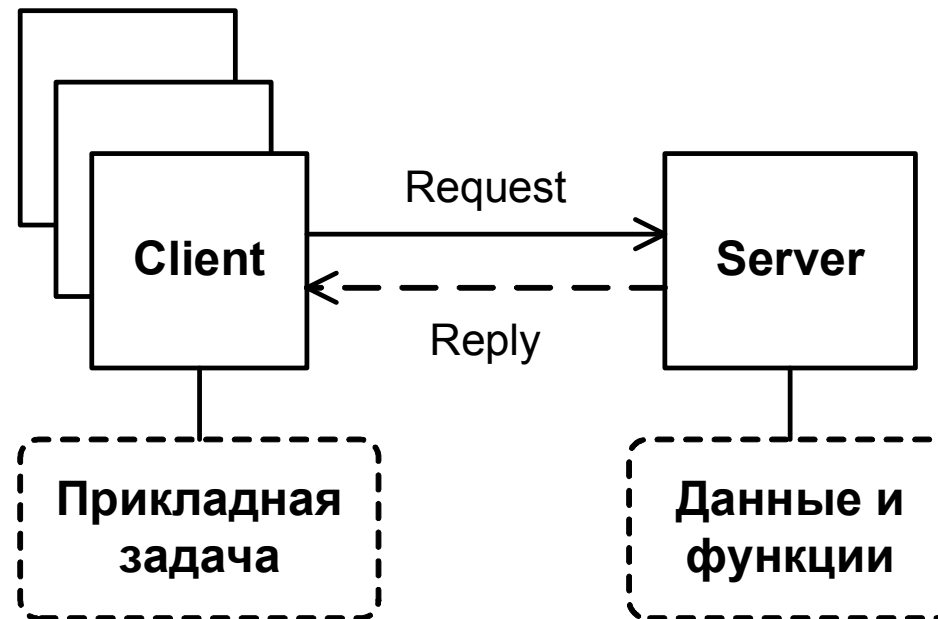 Request
Client
Server
Reply
Прикладная
задача
Данные и
функции